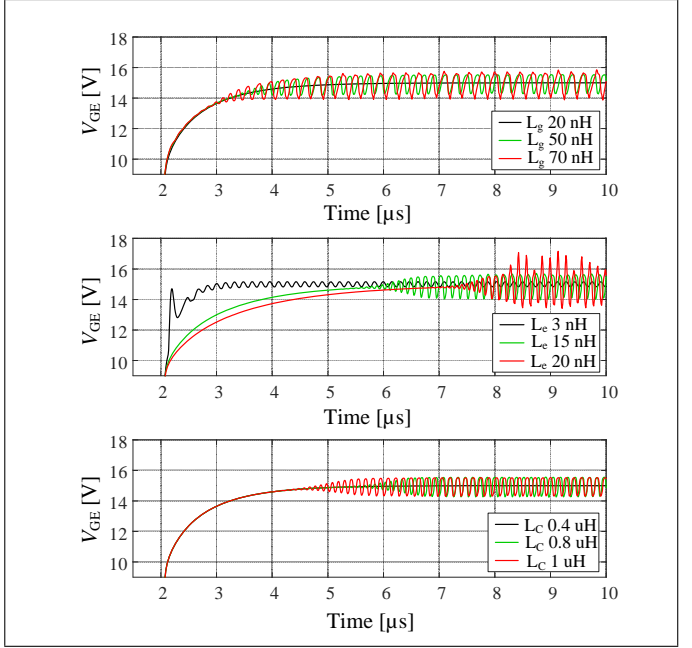 18
16
14
12
10
V_GE [V]
2 3 4 5 6 7 8 9 10
Time [µs]
L_g 20 nH
L_g 50 nH
L_g 70 nH
18
16
14
12
10
V_GE [V]
2 3 4 5 6 7 8 9 10
Time [µs]
L_e 3 nH
L_e 15 nH
L_e 20 nH
18
16
14
12
10
V_GE [V]
2 3 4 5 6 7 8 9 10
Time [µs]
L_C 0.4 uH
L_C 0.8 uH
L_C 1 uH